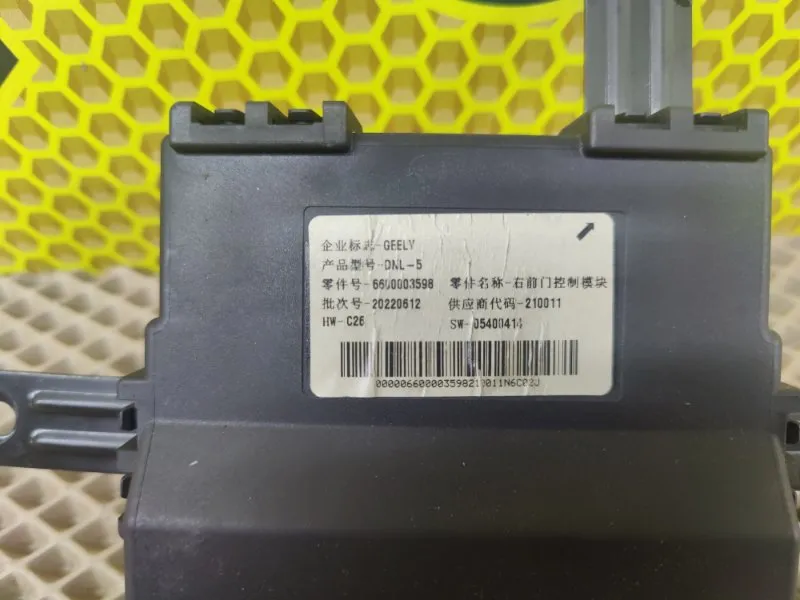 企业标志-GEELY
产品型号-DNL-5
零件号-6600003598 零件名称-右前门控制模块
批次号-20220612 供应商代码-210011
HW-C26 SW-05400414